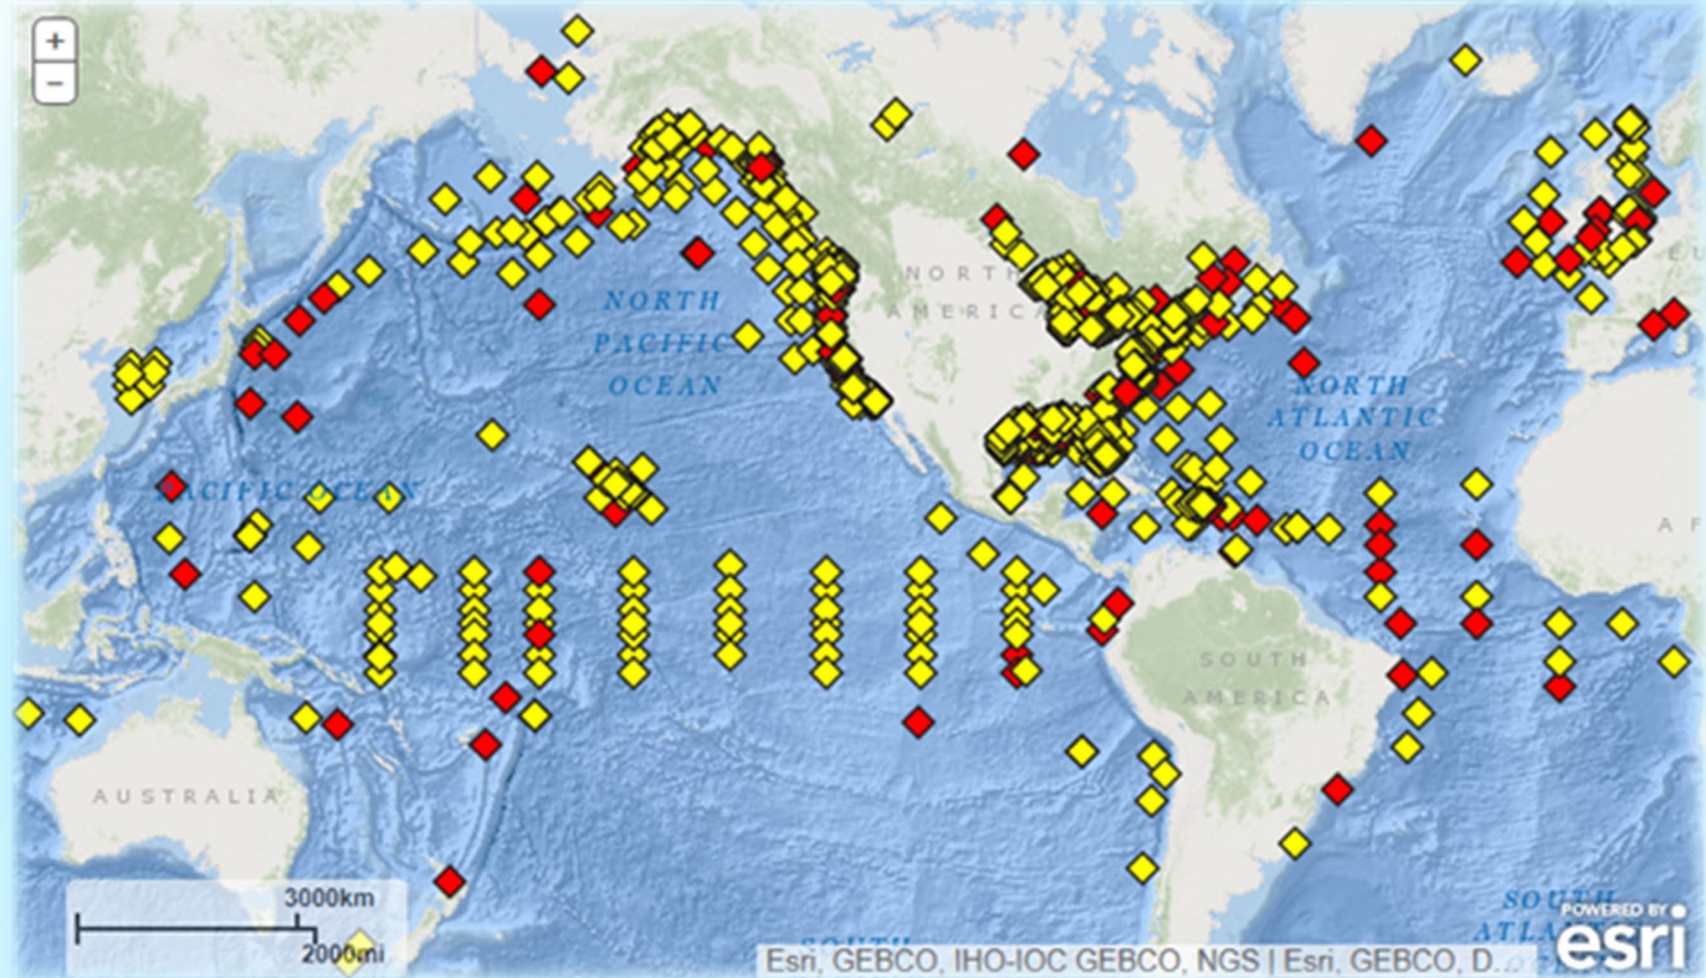 +
−
NORTH
AMERICA
NORTH
PACIFIC
OCEAN
NORTH
ATLANTIC
OCEAN
PACIFIC OCEAN
A F
E U
SOUTH
AMERICA
AUSTRALIA
3000km
2000mi
SOUTH
SOUTH
POWERED BY
esri
Esri, GEBCO, IHO-IOC GEBCO, NGS | Esri, GEBCO, D...